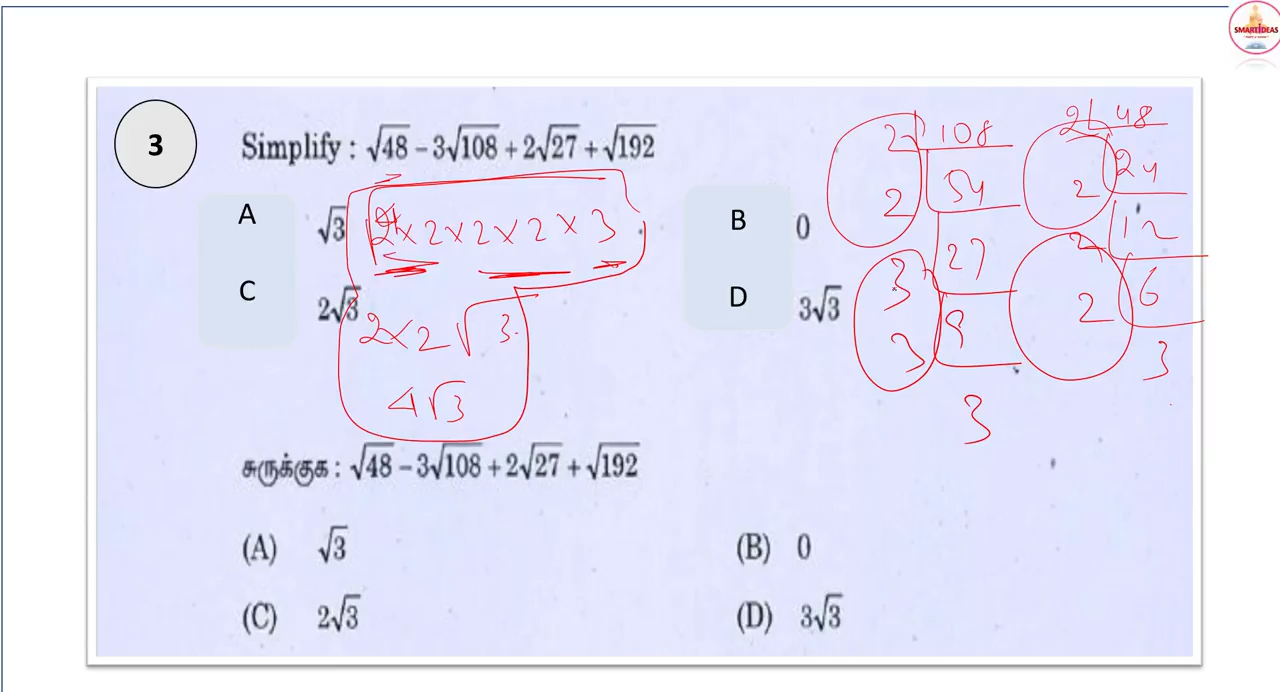 SMARTIDEAS
3
Simplify : √48 − 3√108 + 2√27 + √192
A √3
B 0
C 2√3
D 3√3
2 × 2 × 2 × 2 × 3
2×2 √3
4√3
2 108
2 54
3 27
3 9
3
2 48
2 24
2 12
2 6
3
சுருக்குக : √48 − 3√108 + 2√27 + √192
(A) √3
(B) 0
(C) 2√3
(D) 3√3